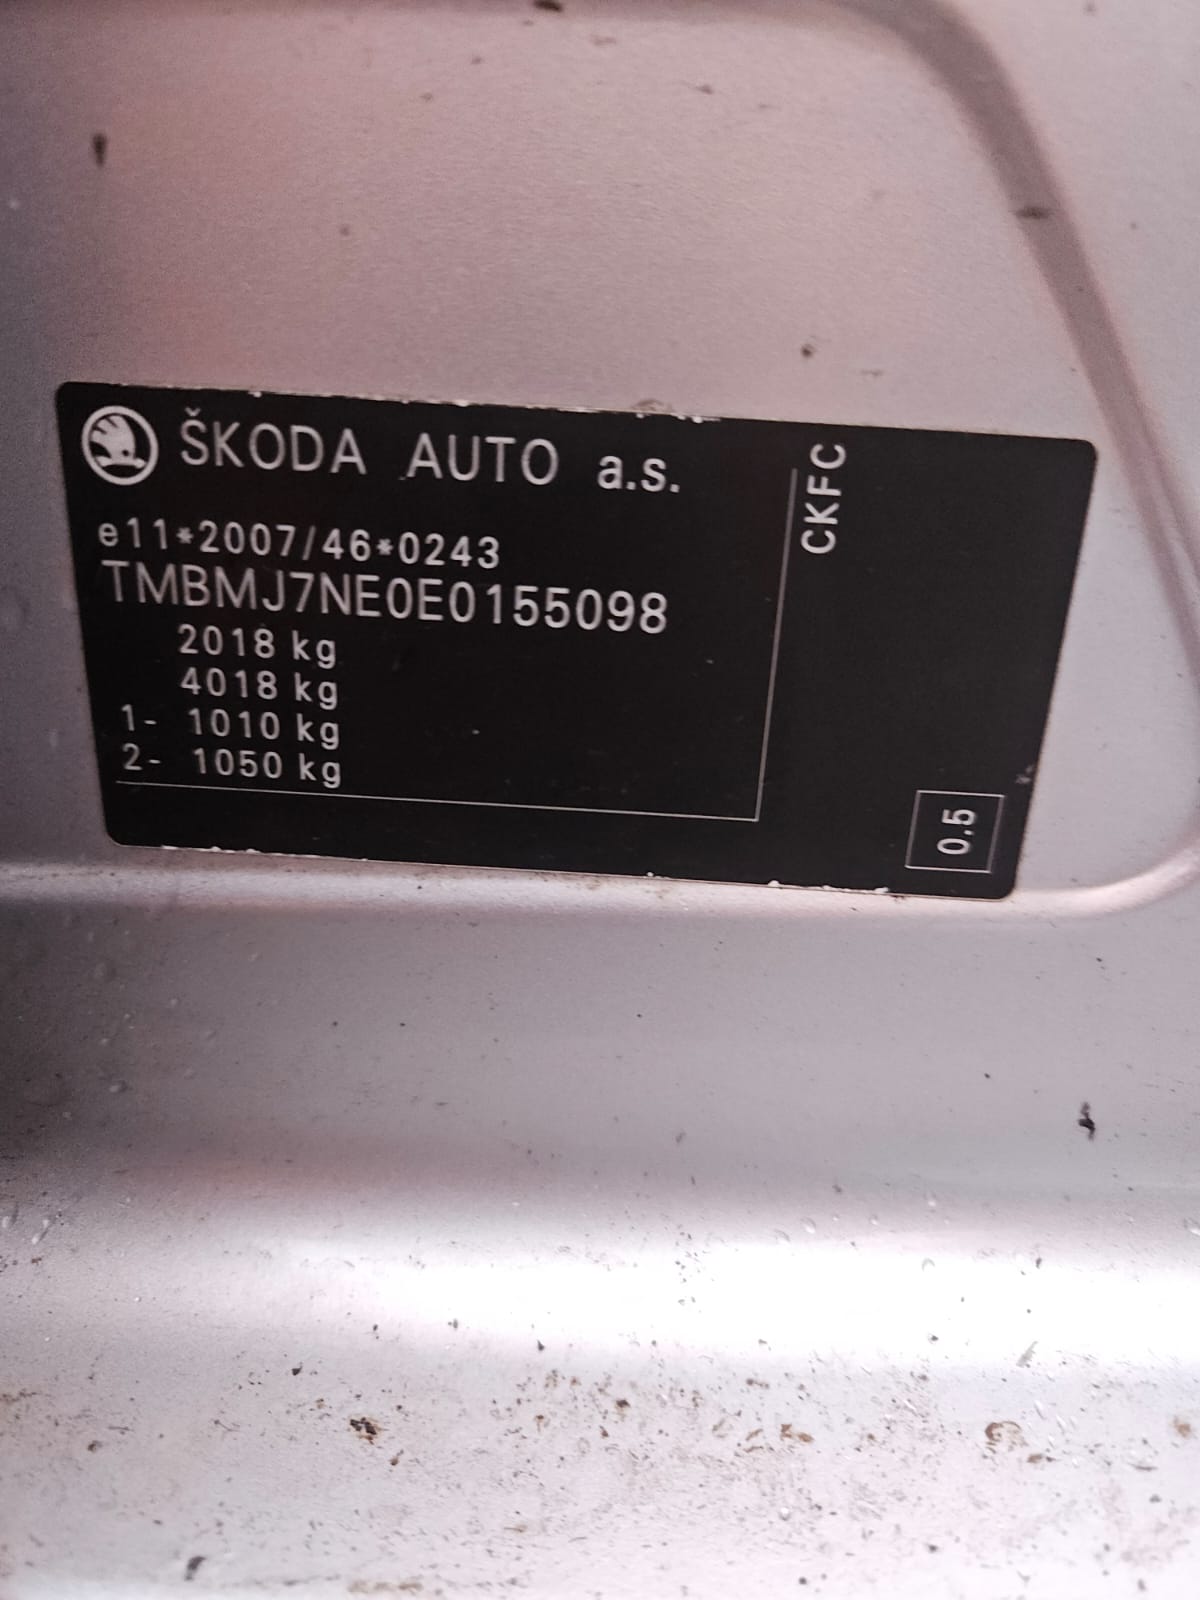 ŠKODA AUTO a.s.
e11*2007/46*0243
TMBMJ7NE0E0155098
2018 kg
4018 kg
1- 1010 kg
2- 1050 kg
CKFC
0.5